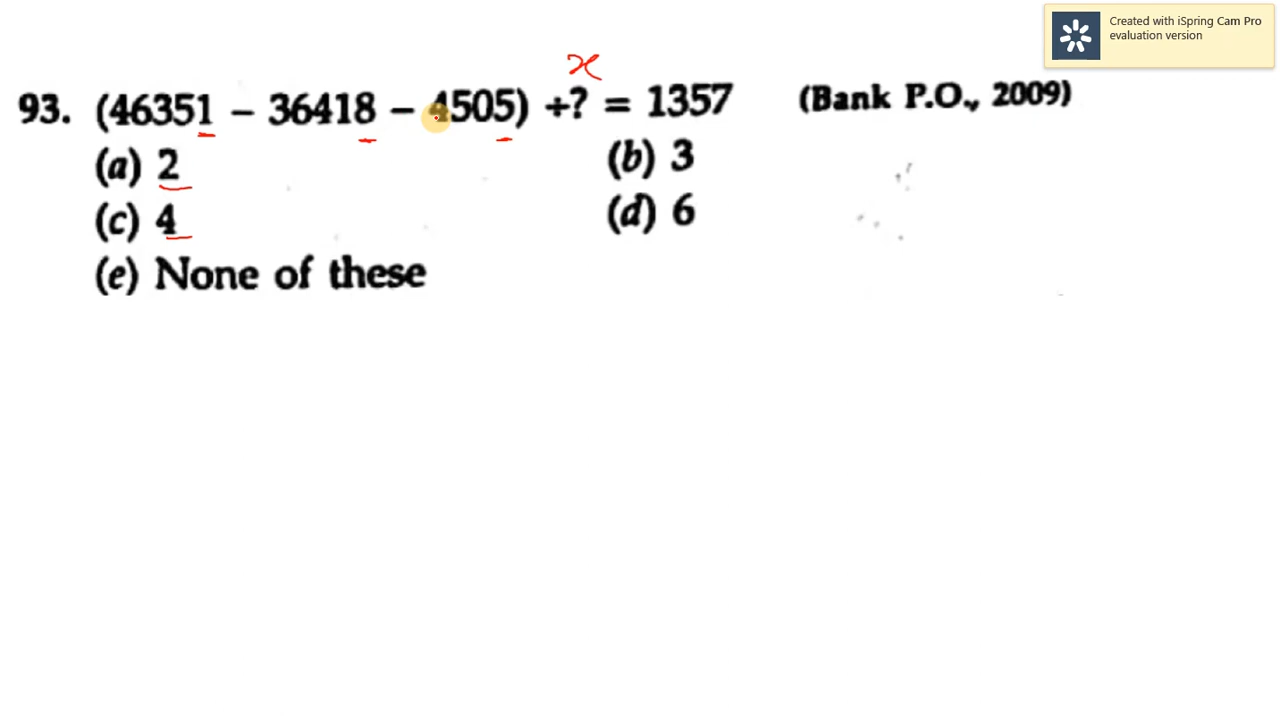 Created with iSpring Cam Pro
evaluation version
x
93. (46351 – 36418 – 4505) ÷? = 1357 (Bank P.O., 2009)
(a) 2 (b) 3
(c) 4 (d) 6
(e) None of these